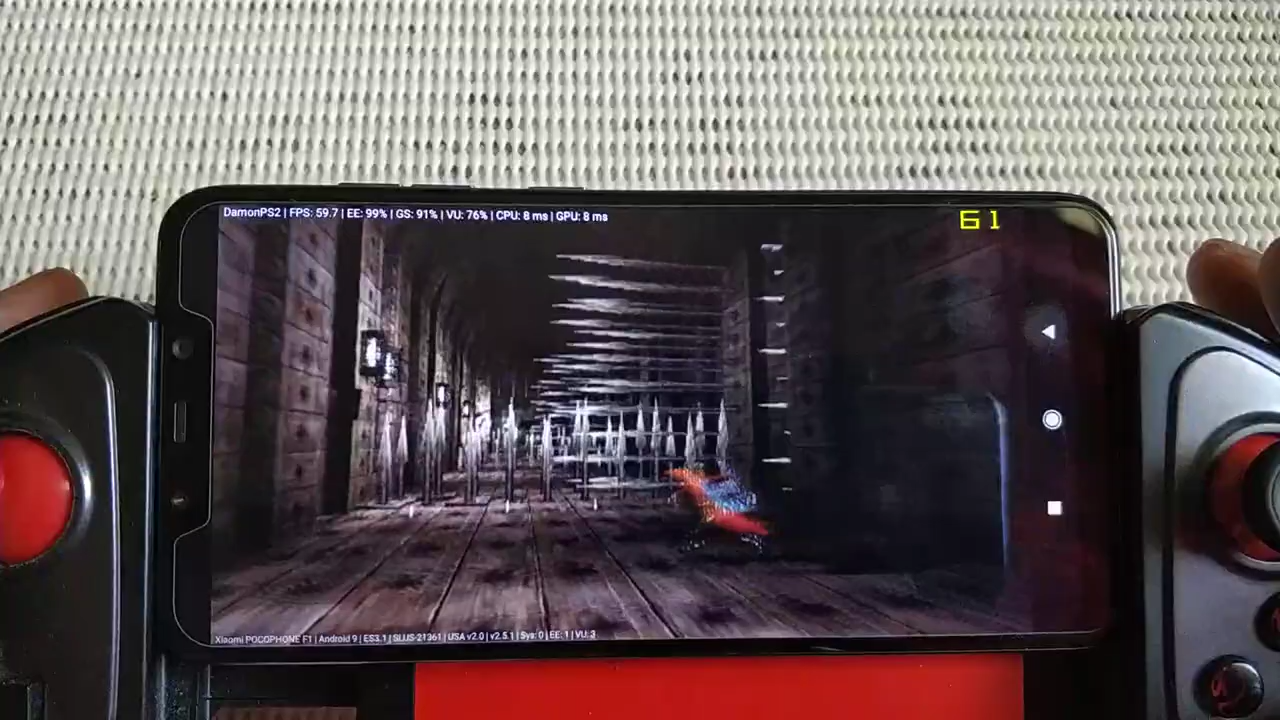 DamonPS2 | FPS: 59.7 | EE: 99% | GS: 91% | VU: 76% | CPU: 8 ms | GPU: 8 ms
61
Xiaomi POCOPHONE F1 | Android 9 | ES3.1 | SLUS-21361 | USA v2.0 | v2.5.1 | Sys: 0 | EE: 1 | VU: 3